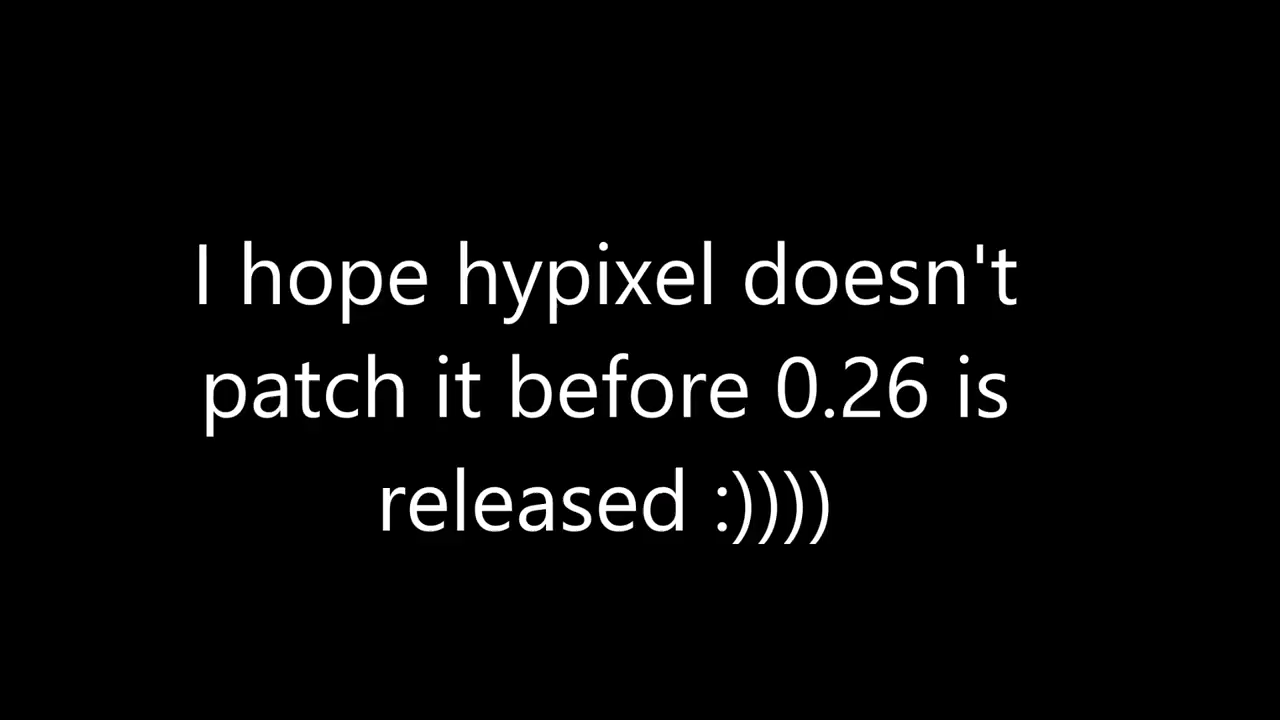 I hope hypixel doesn't
patch it before 0.26 is
released :))))